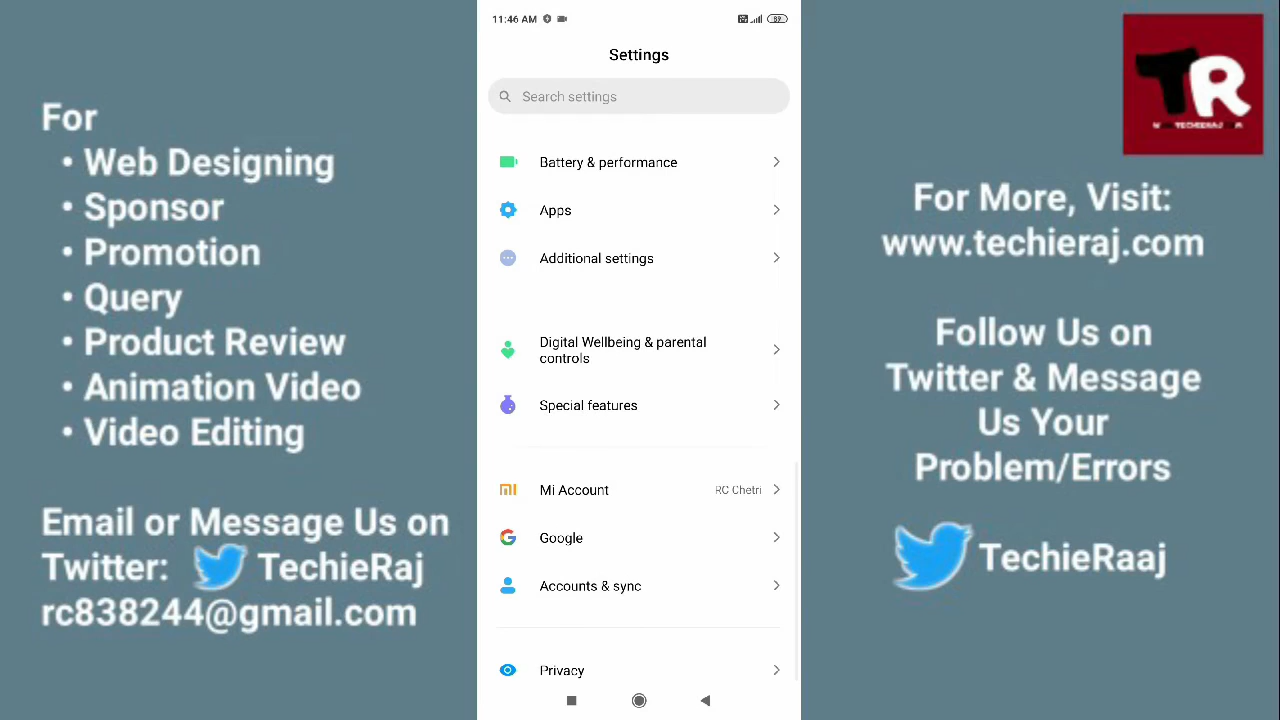 For
• Web Designing
• Sponsor
• Promotion
• Query
• Product Review
• Animation Video
• Video Editing
Email or Message Us on
Twitter: TechieRaj
rc838244@gmail.com
11:46 AM
89
Settings
Search settings
Battery & performance
Apps
Additional settings
Digital Wellbeing & parental
controls
Special features
Mi Account RC Chetri
Google
Accounts & sync
Privacy
TR
For More, Visit:
www.techieraj.com
Follow Us on
Twitter & Message
Us Your
Problem/Errors
TechieRaaj